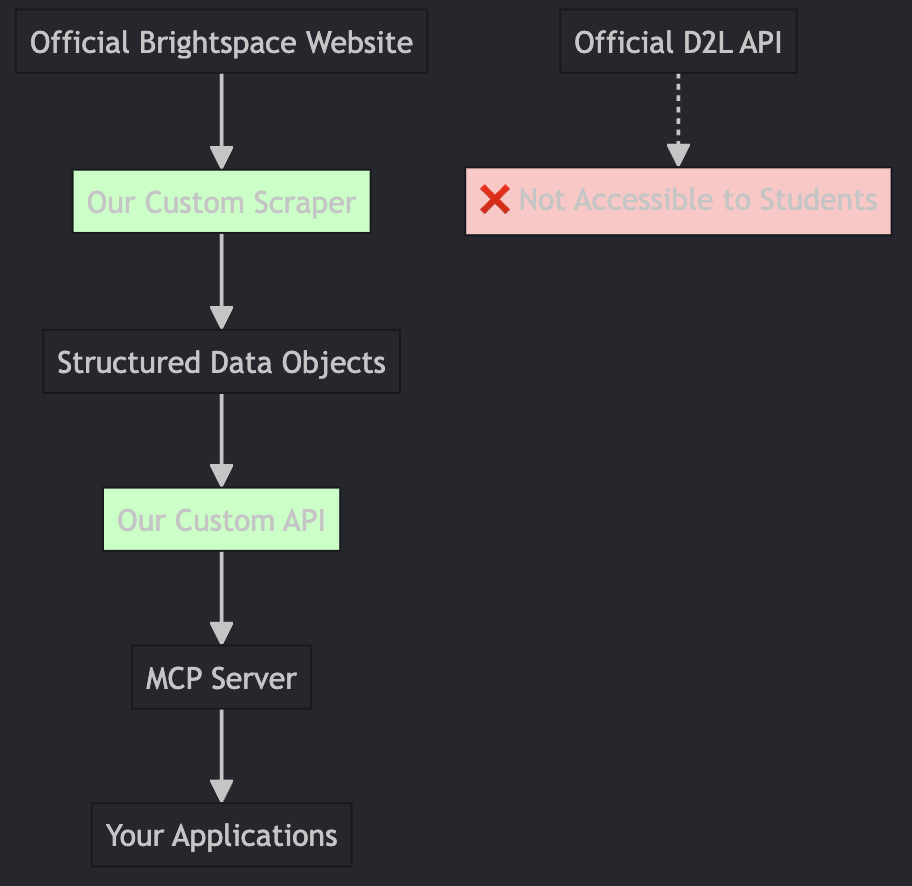 Official Brightspace Website
Official D2L API
Our Custom Scraper
❌ Not Accessible to Students
Structured Data Objects
Our Custom API
MCP Server
Your Applications